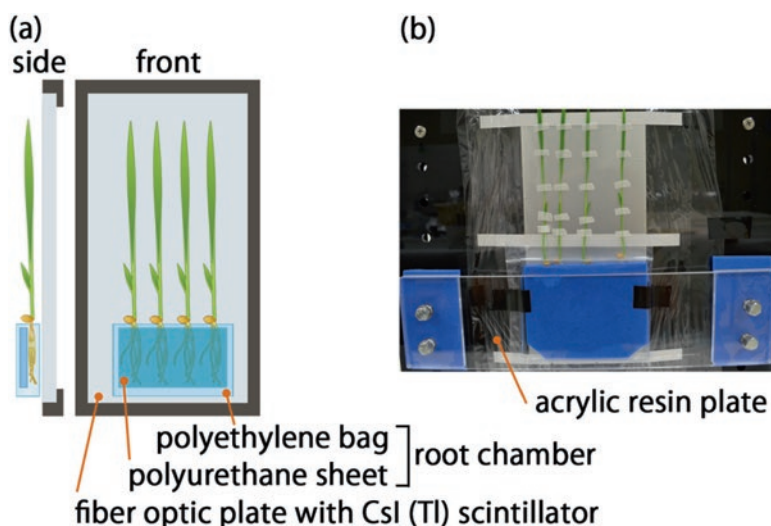 (a)
side front
(b)
acrylic resin plate
polyethylene bag
polyurethane sheet
root chamber
fiber optic plate with CsI (Tl) scintillator